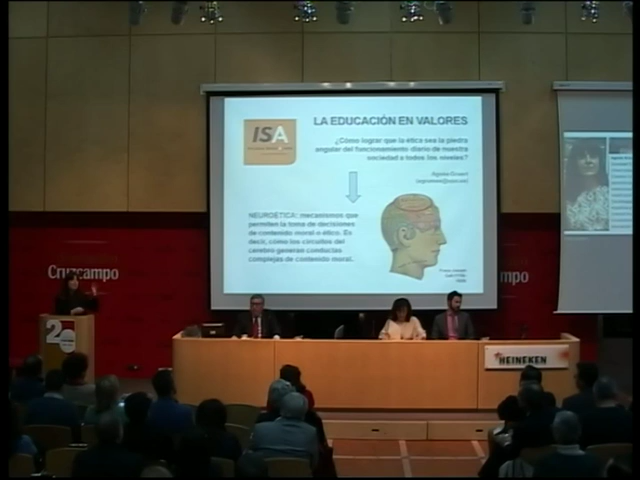 ISA
LA EDUCACIÓN EN VALORES
¿Cómo lograr que la ética sea la piedra
angular del funcionamiento diario de nuestra
sociedad a todos los niveles?
NEUROÉTICA: mecanismos que
permiten la toma de decisiones
de contenido moral o ético. Es
decir, cómo los circuitos del
cerebro generan conductas
complejas de contenido moral.
Cruzcampo
mpo
HEINEKEN